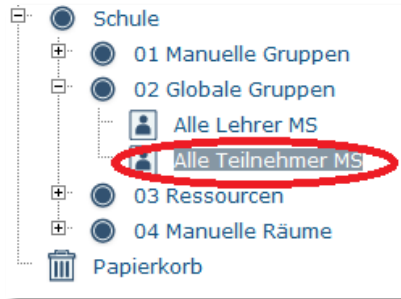 Schule
01 Manuelle Gruppen
02 Globale Gruppen
Alle Lehrer MS
Alle Teilnehmer MS
03 Ressourcen
04 Manuelle Räume
Papierkorb